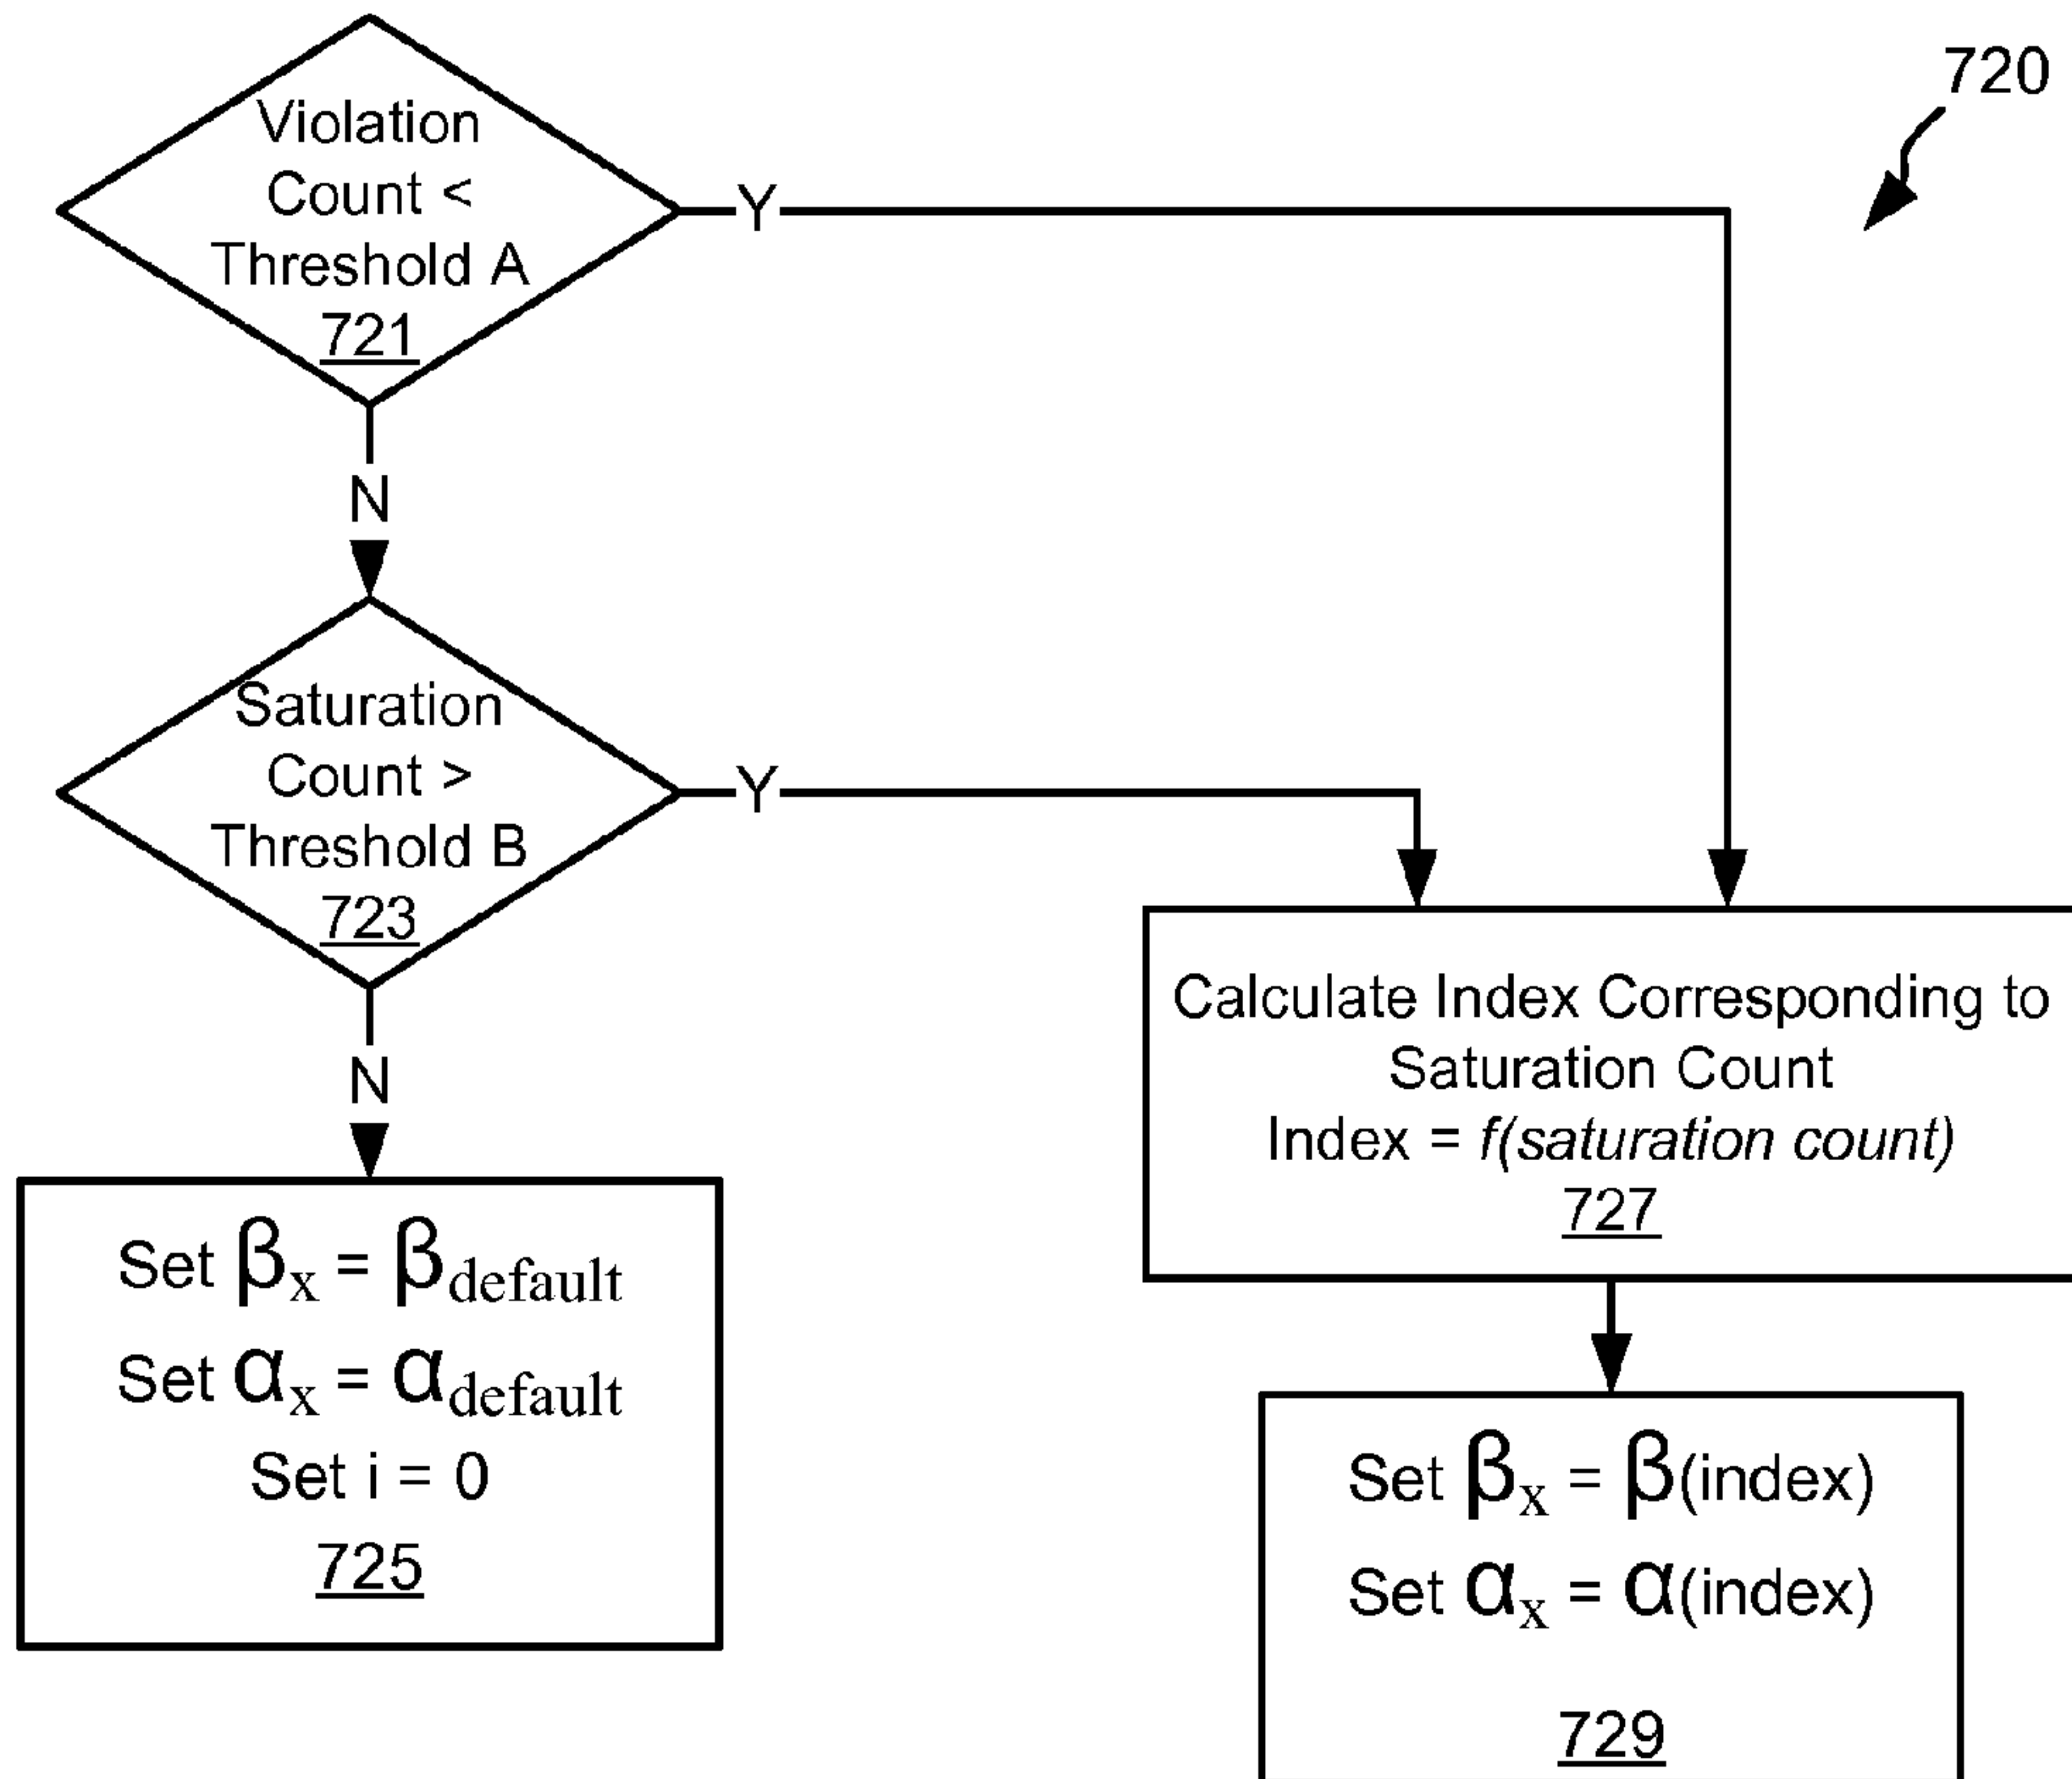 720
Violation
Count <
Threshold A
721
Y
N
Saturation
Count >
Threshold B
723
Y
N
Calculate Index Corresponding to
Saturation Count
Index = f(saturation count)
727
Set βx = βdefault
Set αx = αdefault
Set i = 0
725
Set βx = β(index)
Set αx = α(index)
729